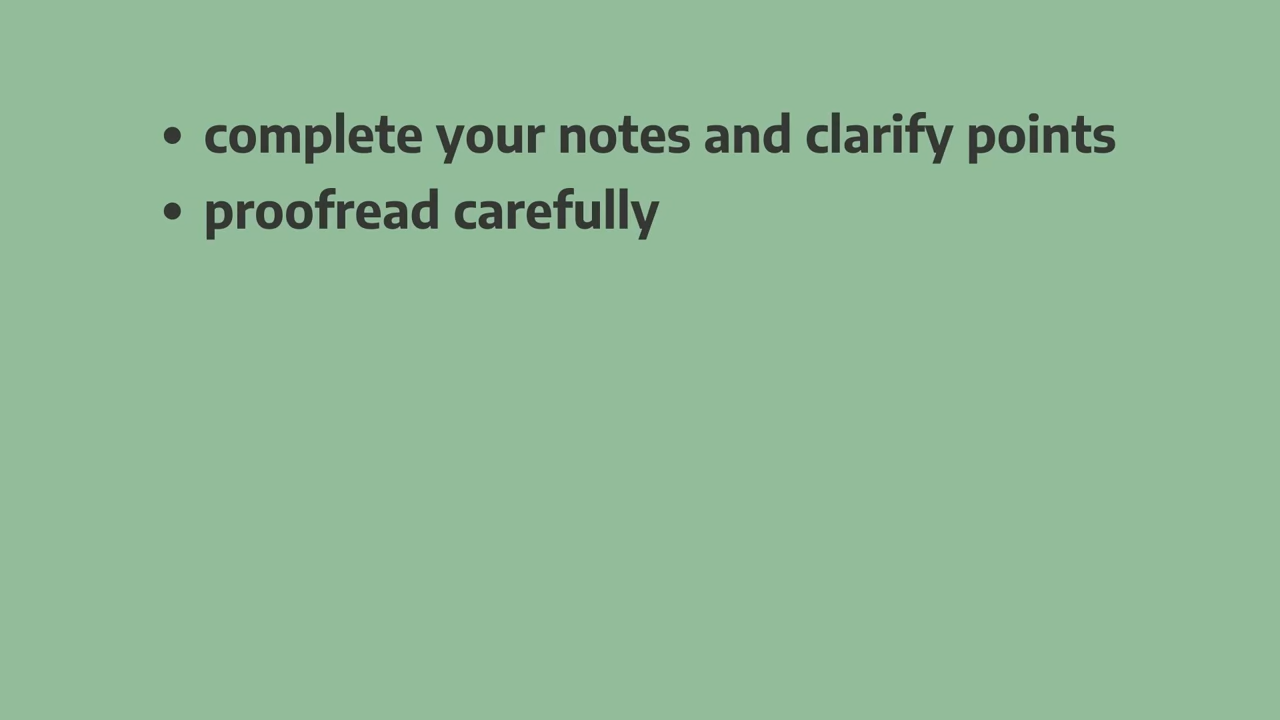 • complete your notes and clarify points
• proofread carefully